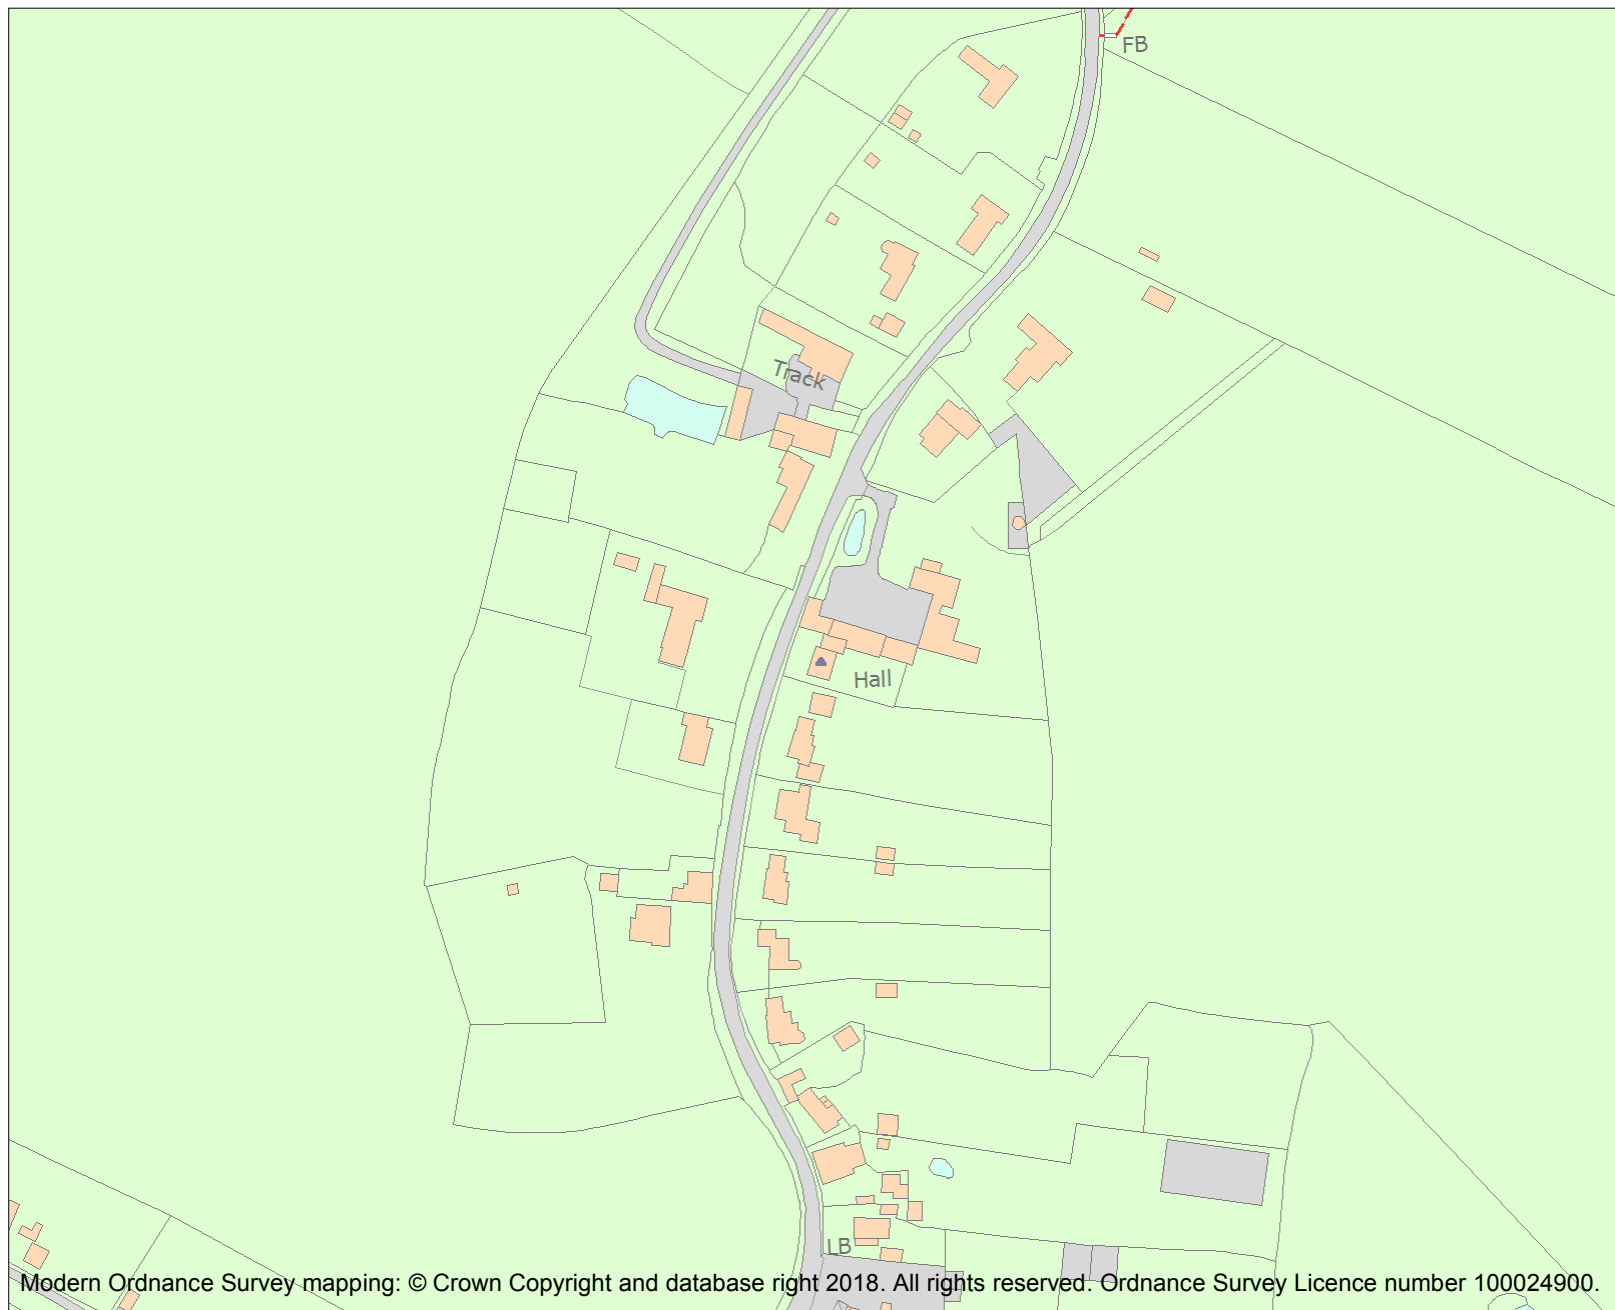 FB
Track
Hall
LB
Modern Ordnance Survey mapping: © Crown Copyright and database right 2018. All rights reserved. Ordnance Survey Licence number 100024900.